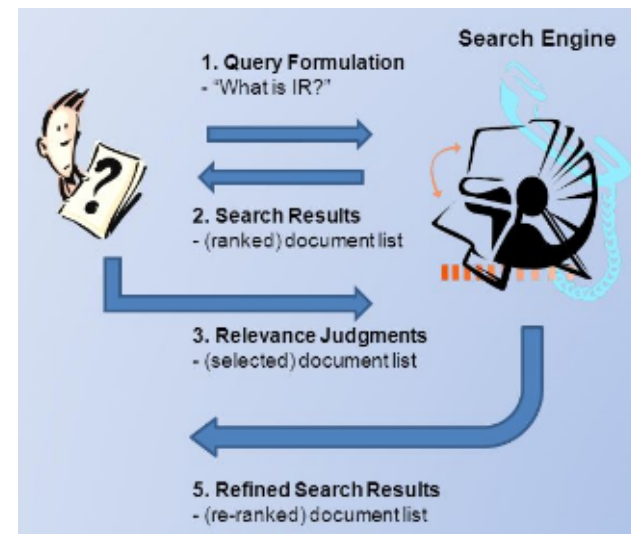 Search Engine
1. Query Formulation
- "What is IR?"
?
2. Search Results
- (ranked) document list
3. Relevance Judgments
- (selected) document list
5. Refined Search Results
- (re-ranked) document list